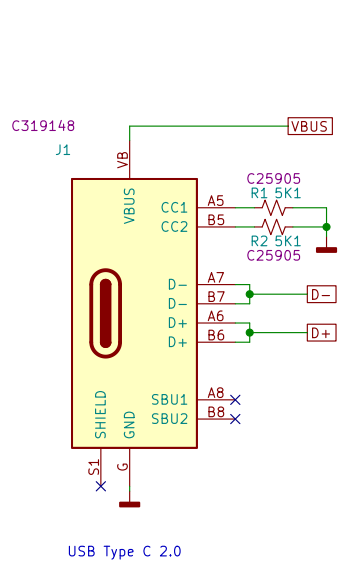 C319148
VBUS
J1
VB
VBUS
C25905
R1 5K1
CC1 A5
CC2 B5
R2 5K1
C25905
D- A7
D- B7
D-
D+ A6
D+ B6
D+
SBU1 A8
SBU2 B8
SHIELD
GND
S1
G
USB Type C 2.0